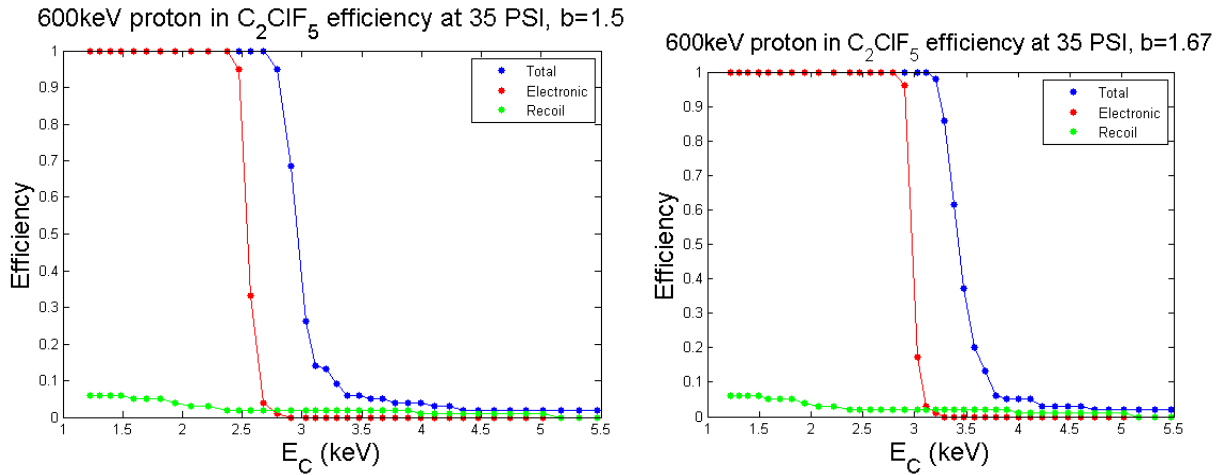 600keV proton in C2ClF5 efficiency at 35 PSI, b=1.5
Total
Electronic
Recoil
Efficiency
1
0.9
0.8
0.7
0.6
0.5
0.4
0.3
0.2
0.1
0
1 1.5 2 2.5 3 3.5 4 4.5 5 5.5
E_C (keV)
600keV proton in C2ClF5 efficiency at 35 PSI, b=1.67
Total
Electronic
Recoil
Efficiency
1
0.9
0.8
0.7
0.6
0.5
0.4
0.3
0.2
0.1
0
1 1.5 2 2.5 3 3.5 4 4.5 5 5.5
E_C (keV)